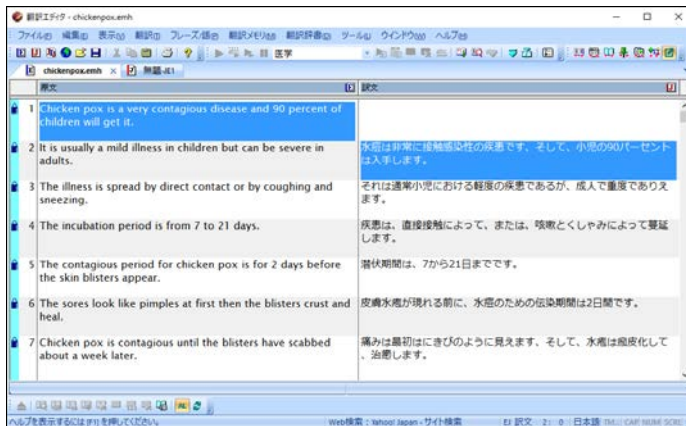 翻訳エディタ - chickenpox.emh
ファイル(F) 編集(E) 表示(V) 翻訳(T) フレーズ/語(P) 翻訳メモリ(M) 翻訳辞書(D) ツール(L) ウインドウ(W) ヘルプ(H)
医学
chickenpox.emh × 無題-JE1
原文 訳文
1 Chicken pox is a very contagious disease and 90 percent of
children will get it.
2 It is usually a mild illness in children but can be severe in
adults.
水痘は非常に接触感染性の疾患です、そして、小児の90パーセント
は入手します。
3 The illness is spread by direct contact or by coughing and
sneezing.
それは通常小児における軽度の疾患であるが、成人で重度でありえ
ます。
4 The incubation period is from 7 to 21 days.
疾患は、直接接触によって、または、咳嗽とくしゃみによって蔓延
します。
5 The contagious period for chicken pox is for 2 days before
the skin blisters appear.
潜伏期間は、7から21日までです。
6 The sores look like pimples at first then the blisters crust and
heal.
皮膚水疱が現れる前に、水痘のための伝染期間は2日間です。
7 Chicken pox is contagious until the blisters have scabbed
about a week later.
痛みは最初はにきびのように見えます、そして、水疱は痂皮化して
、治癒します。
ヘルプを表示するには [F1] を押してください。 Web検索：Yahoo! Japan - サイト検索 EJ 訳文 2: 0 日本語 CAP NUM SCRL